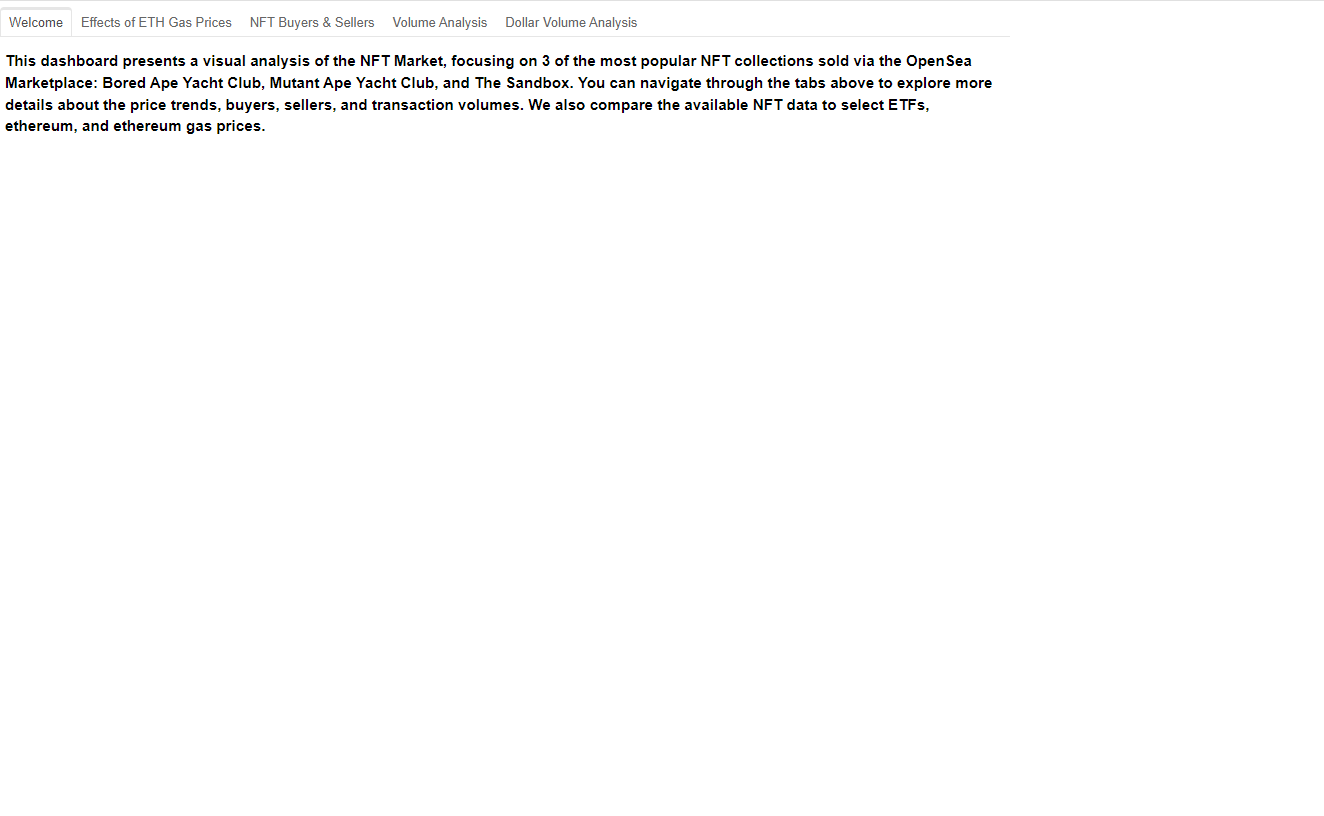 Welcome Effects of ETH Gas Prices NFT Buyers & Sellers Volume Analysis Dollar Volume Analysis
This dashboard presents a visual analysis of the NFT Market, focusing on 3 of the most popular NFT collections sold via the OpenSea
Marketplace: Bored Ape Yacht Club, Mutant Ape Yacht Club, and The Sandbox. You can navigate through the tabs above to explore more
details about the price trends, buyers, sellers, and transaction volumes. We also compare the available NFT data to select ETFs,
ethereum, and ethereum gas prices.